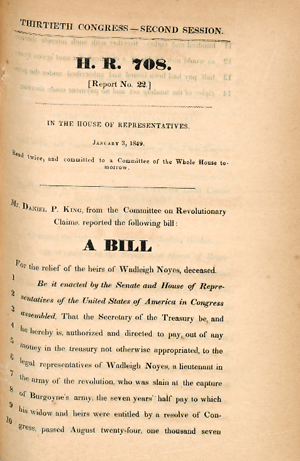 THIRTIETH CONGRESS—SECOND SESSION.
H. R. 708.
[Report No. 22.]
IN THE HOUSE OF REPRESENTATIVES.
JANUARY 3, 1849.
Read twice, and committed to a Committee of the Whole House to-
morrow.
Mr. DANIEL P. KING, from the Committee on Revolutionary
Claims, reported the following bill:
A BILL
For the relief of the heirs of Wadleigh Noyes, deceased.
1 Be it enacted by the Senate and House of Repre-
2 sentatives of the United States of America in Congress
3 assembled, That the Secretary of the Treasury be, and
4 he hereby is, authorized and directed to pay, out of any
5 money in the treasury not otherwise appropriated, to the
6 legal representatives of Wadleigh Noyes, a lieutenant in
7 the army of the revolution, who was slain at the capture
8 of Burgoyne's army, the seven years' half pay to which
9 his widow and heirs were entitled by a resolve of Con-
10 gress, passed August twenty-four, one thousand seven